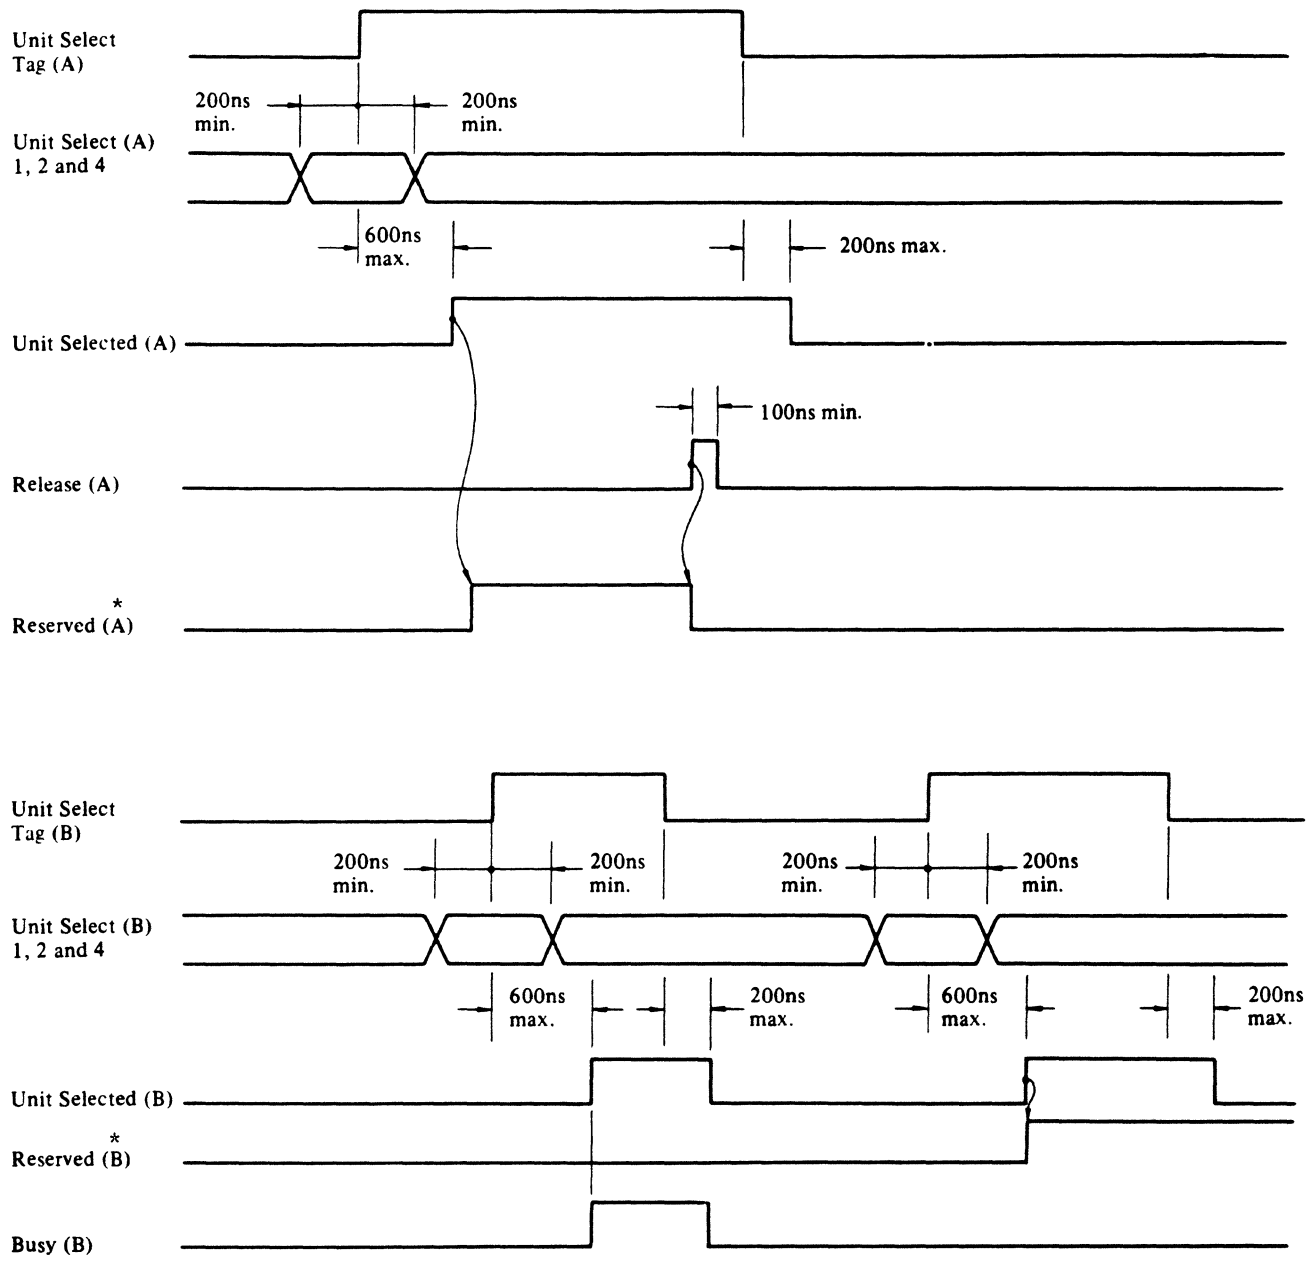 Unit Select
Tag (A)
200ns
min.
200ns
min.
Unit Select (A)
1, 2 and 4
600ns
max.
200ns max.
Unit Selected (A)
100ns min.
Release (A)
*
Reserved (A)
Unit Select
Tag (B)
200ns
min.
200ns
min.
200ns
min.
200ns
min.
Unit Select (B)
1, 2 and 4
600ns
max.
200ns
max.
600ns
max.
200ns
max.
Unit Selected (B)
*
Reserved (B)
Busy (B)